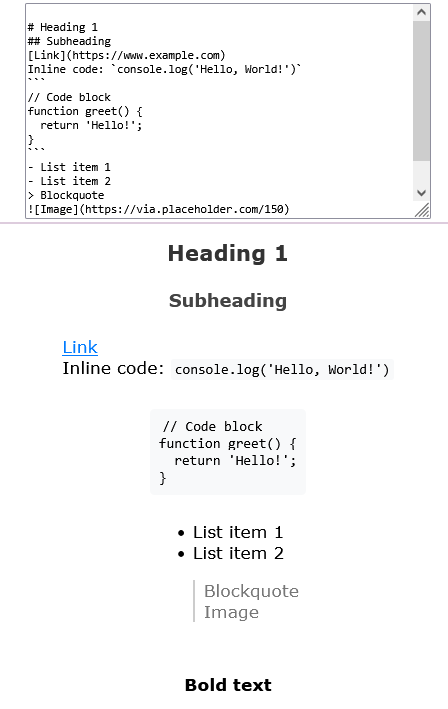 # Heading 1
## Subheading
[Link](https://www.example.com)
Inline code: `console.log('Hello, World!')`
```
// Code block
function greet() {
  return 'Hello!';
}
```
- List item 1
- List item 2
> Blockquote
![Image](https://via.placeholder.com/150)
Heading 1
Subheading
Link
Inline code: console.log('Hello, World!')
// Code block
function greet() {
  return 'Hello!';
}
• List item 1
• List item 2
Blockquote
Image
Bold text